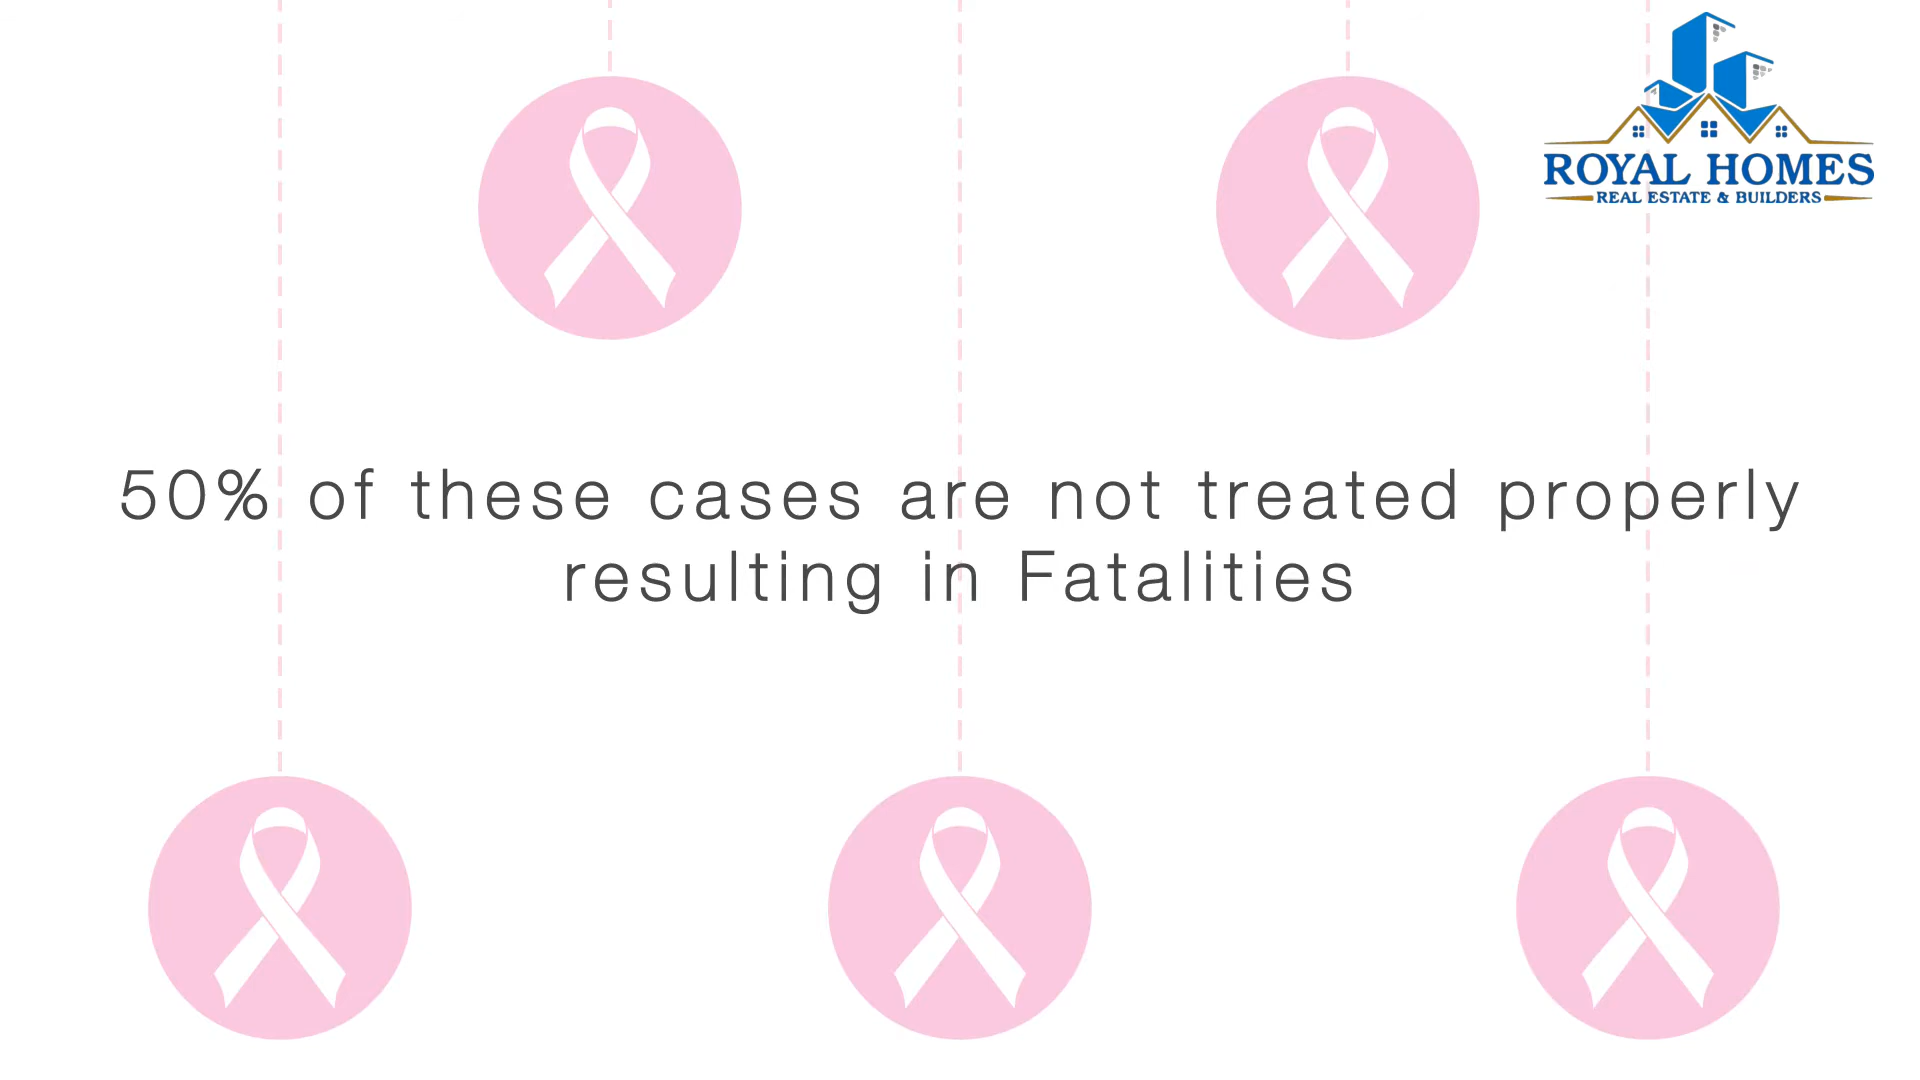 ROYAL HOMES
REAL ESTATE & BUILDERS
50% of these cases are not treated properly
resulting in Fatalities